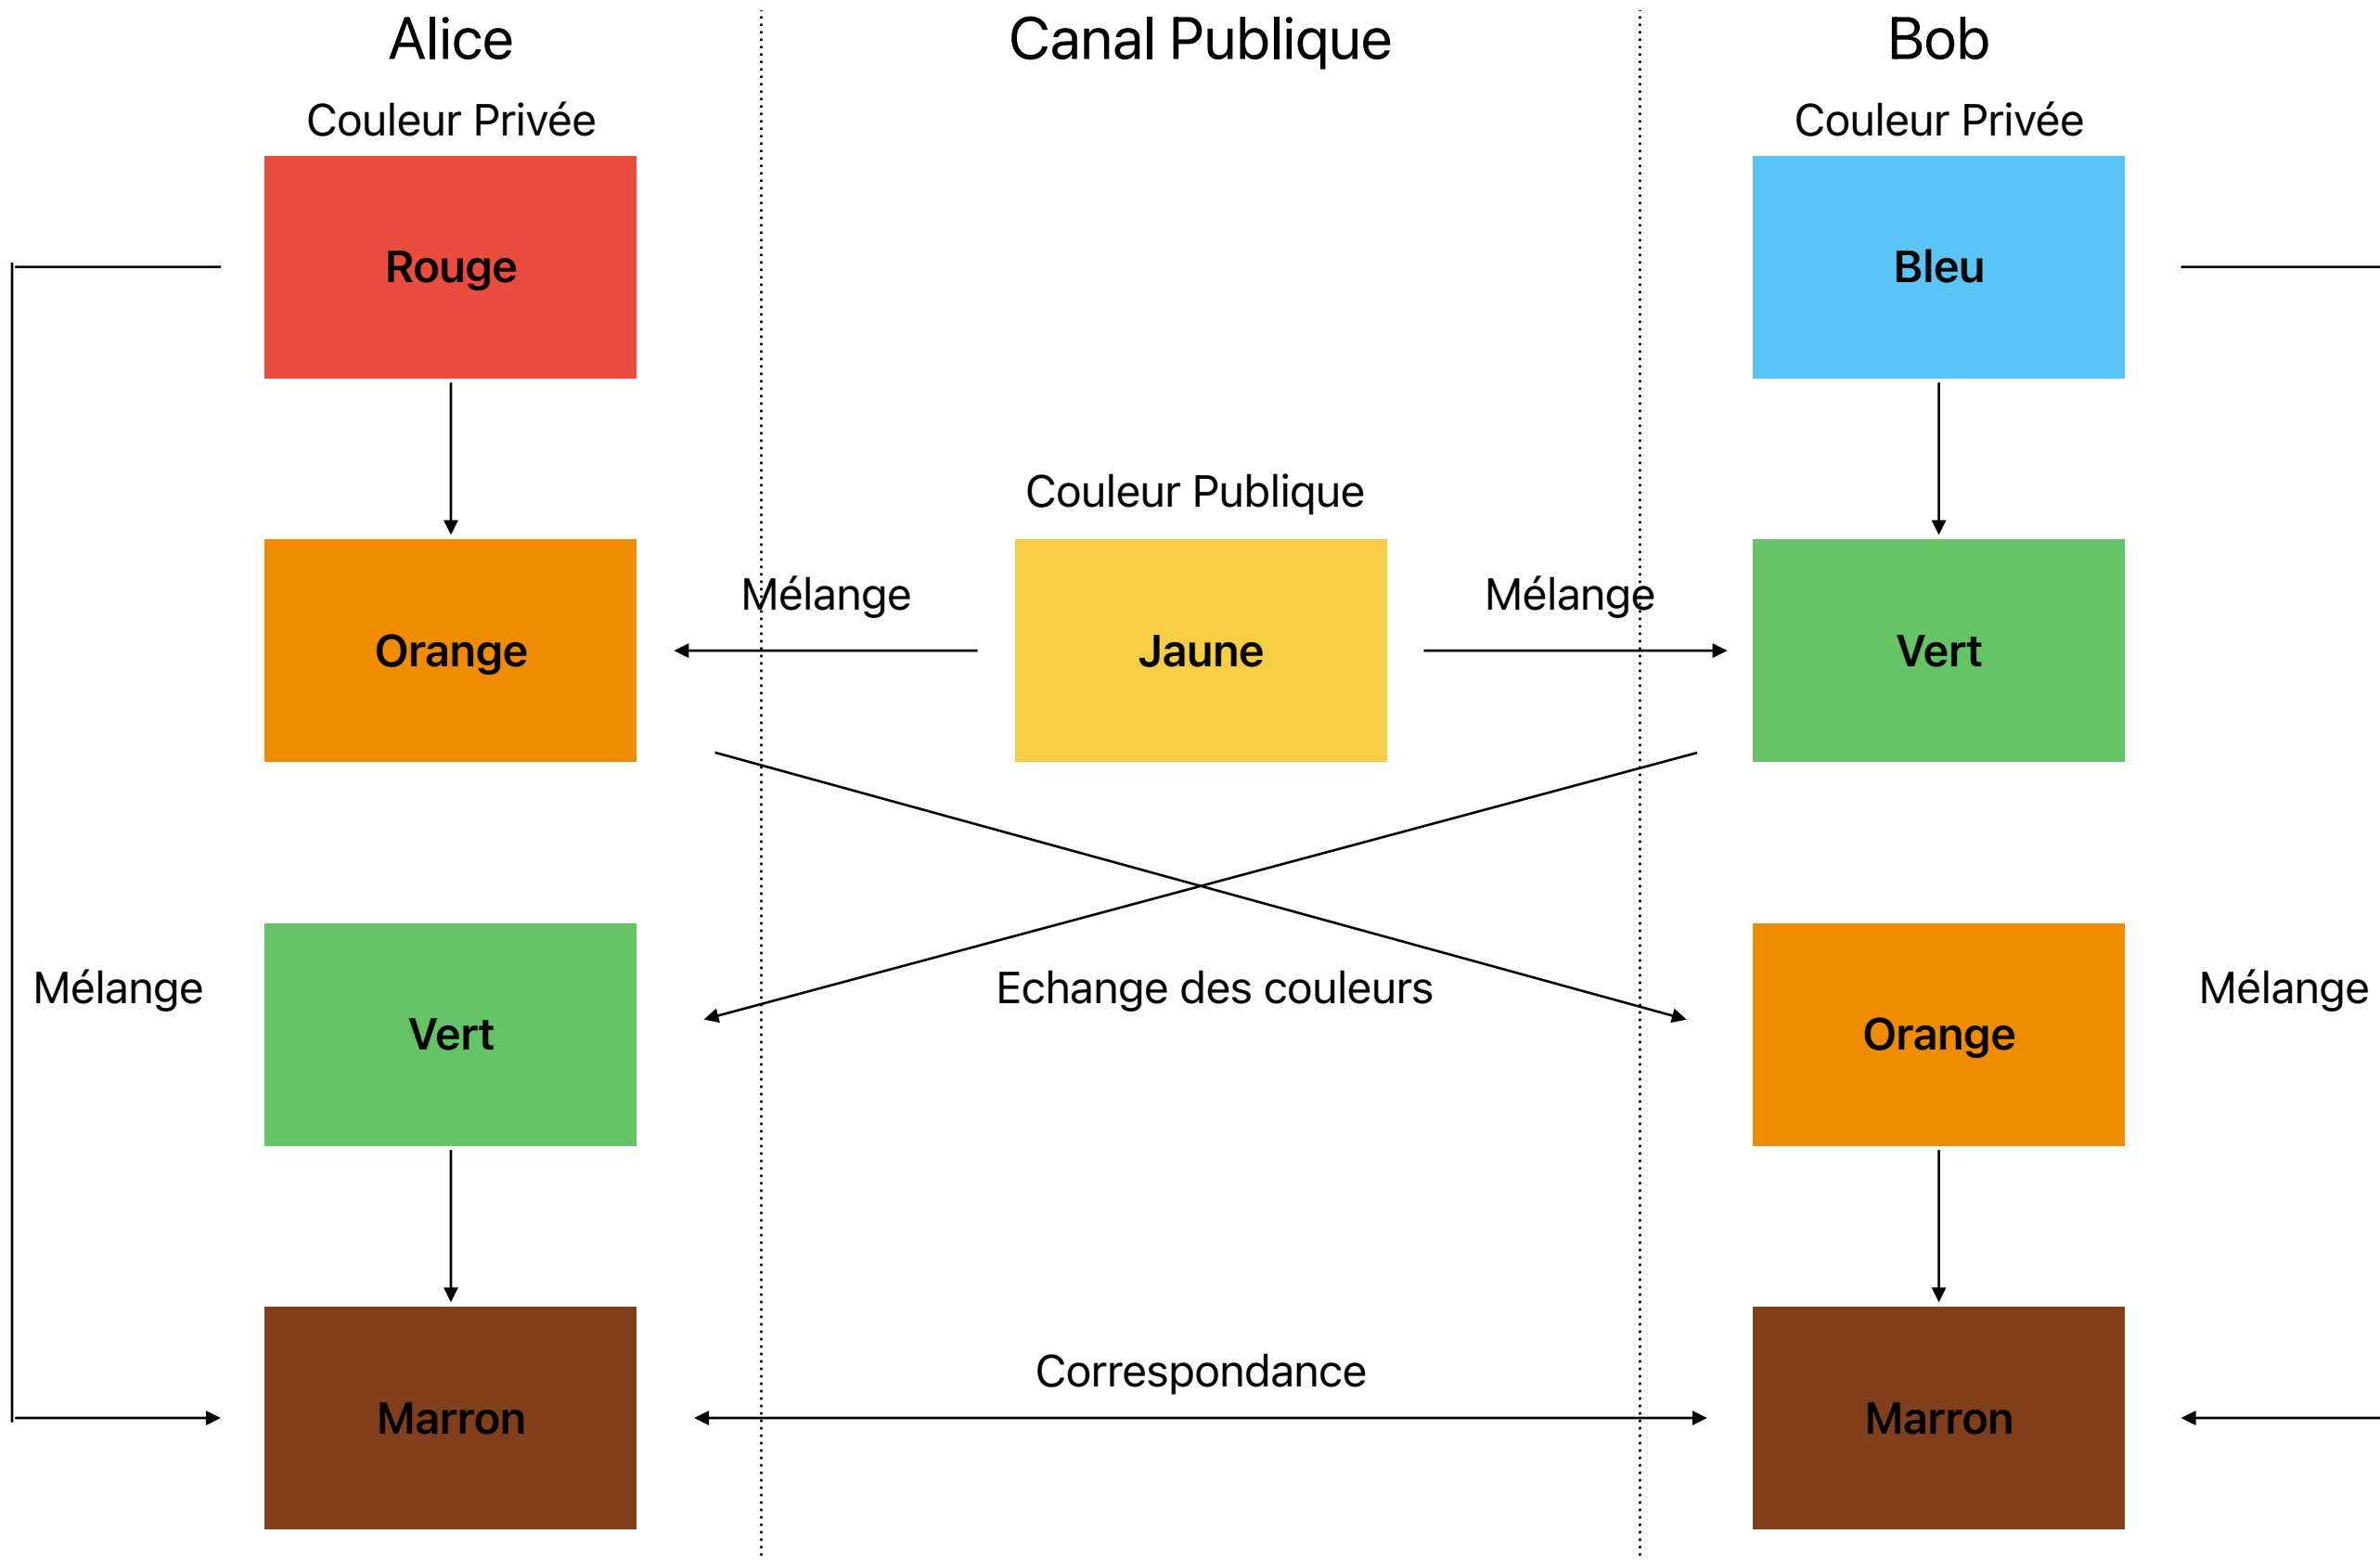 Alice
Canal Publique
Bob
Couleur Privée
Couleur Privée
Rouge
Bleu
Couleur Publique
Mélange
Mélange
Orange
Jaune
Vert
Mélange
Echange des couleurs
Mélange
Vert
Orange
Correspondance
Marron
Marron